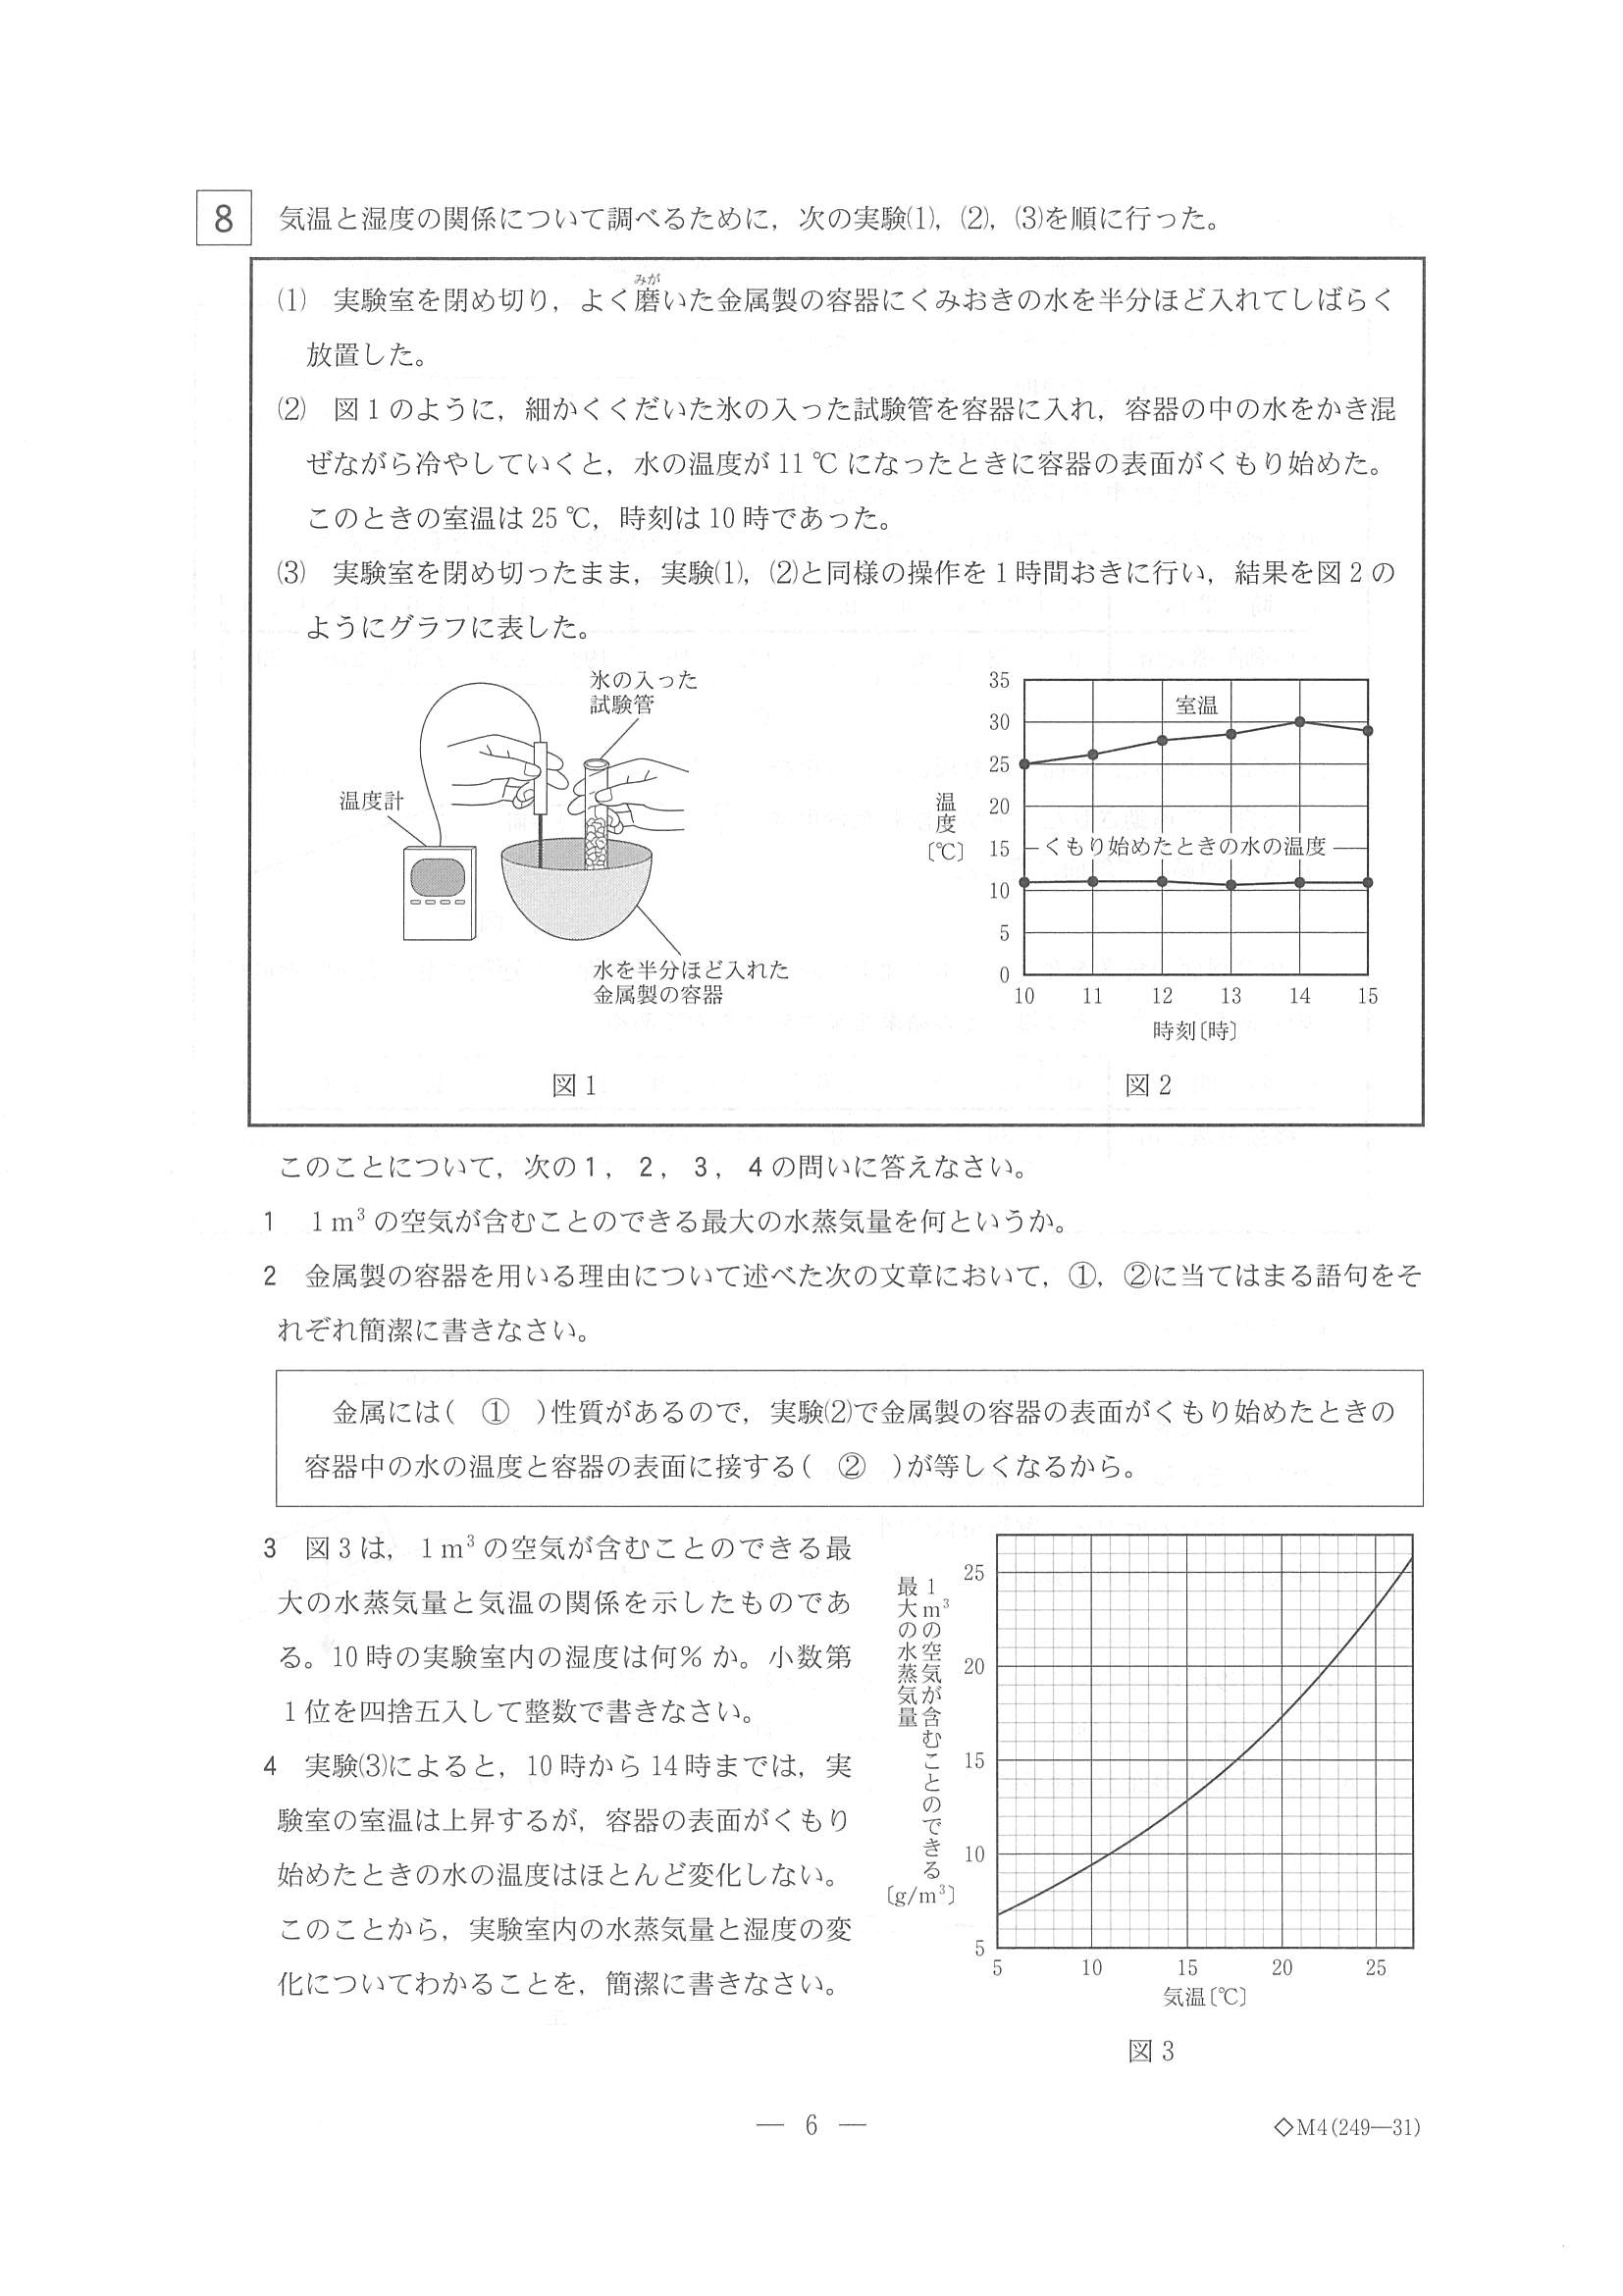 8 気温と湿度の関係について調べるために，次の実験⑴，⑵，⑶を順に行った。
⑴ 実験室を閉め切り，よく磨いた金属製の容器にくみおきの水を半分ほど入れてしばらく
みが
放置した。
⑵ 図1のように，細かくくだいた氷の入った試験管を容器に入れ，容器の中の水をかき混
ぜながら冷やしていくと，水の温度が11℃になったときに容器の表面がくもり始めた。
このときの室温は25℃，時刻は10時であった。
⑶ 実験室を閉め切ったまま，実験⑴，⑵と同様の操作を1時間おきに行い，結果を図2の
ようにグラフに表した。
氷の入った
試験管
温度計
水を半分ほど入れた
金属製の容器
図1
35
30
25
20
15
10
5
0
温度〔℃〕
室温
くもり始めたときの水の温度
10 11 12 13 14 15
時刻〔時〕
図2
このことについて，次の1，2，3，4の問いに答えなさい。
1 1m³の空気が含むことのできる最大の水蒸気量を何というか。
2 金属製の容器を用いる理由について述べた次の文章において，①，②に当てはまる語句をそ
れぞれ簡潔に書きなさい。
金属には( ① )性質があるので，実験⑵で金属製の容器の表面がくもり始めたときの
容器中の水の温度と容器の表面に接する( ② )が等しくなるから。
3 図3は，1m³の空気が含むことのできる最
大の水蒸気量と気温の関係を示したものであ
る。10時の実験室内の湿度は何%か。小数第
1位を四捨五入して整数で書きなさい。
4 実験⑶によると，10時から14時までは，実
験室の室温は上昇するが，容器の表面がくもり
始めたときの水の温度はほとんど変化しない。
このことから，実験室内の水蒸気量と湿度の変
化についてわかることを，簡潔に書きなさい。
1m³の空気が含むことのできる
最大の水蒸気量
〔g/m³〕
25
20
15
10
5
5 10 15 20 25
気温〔℃〕
図3
— 6 —
◇M4(249—31)